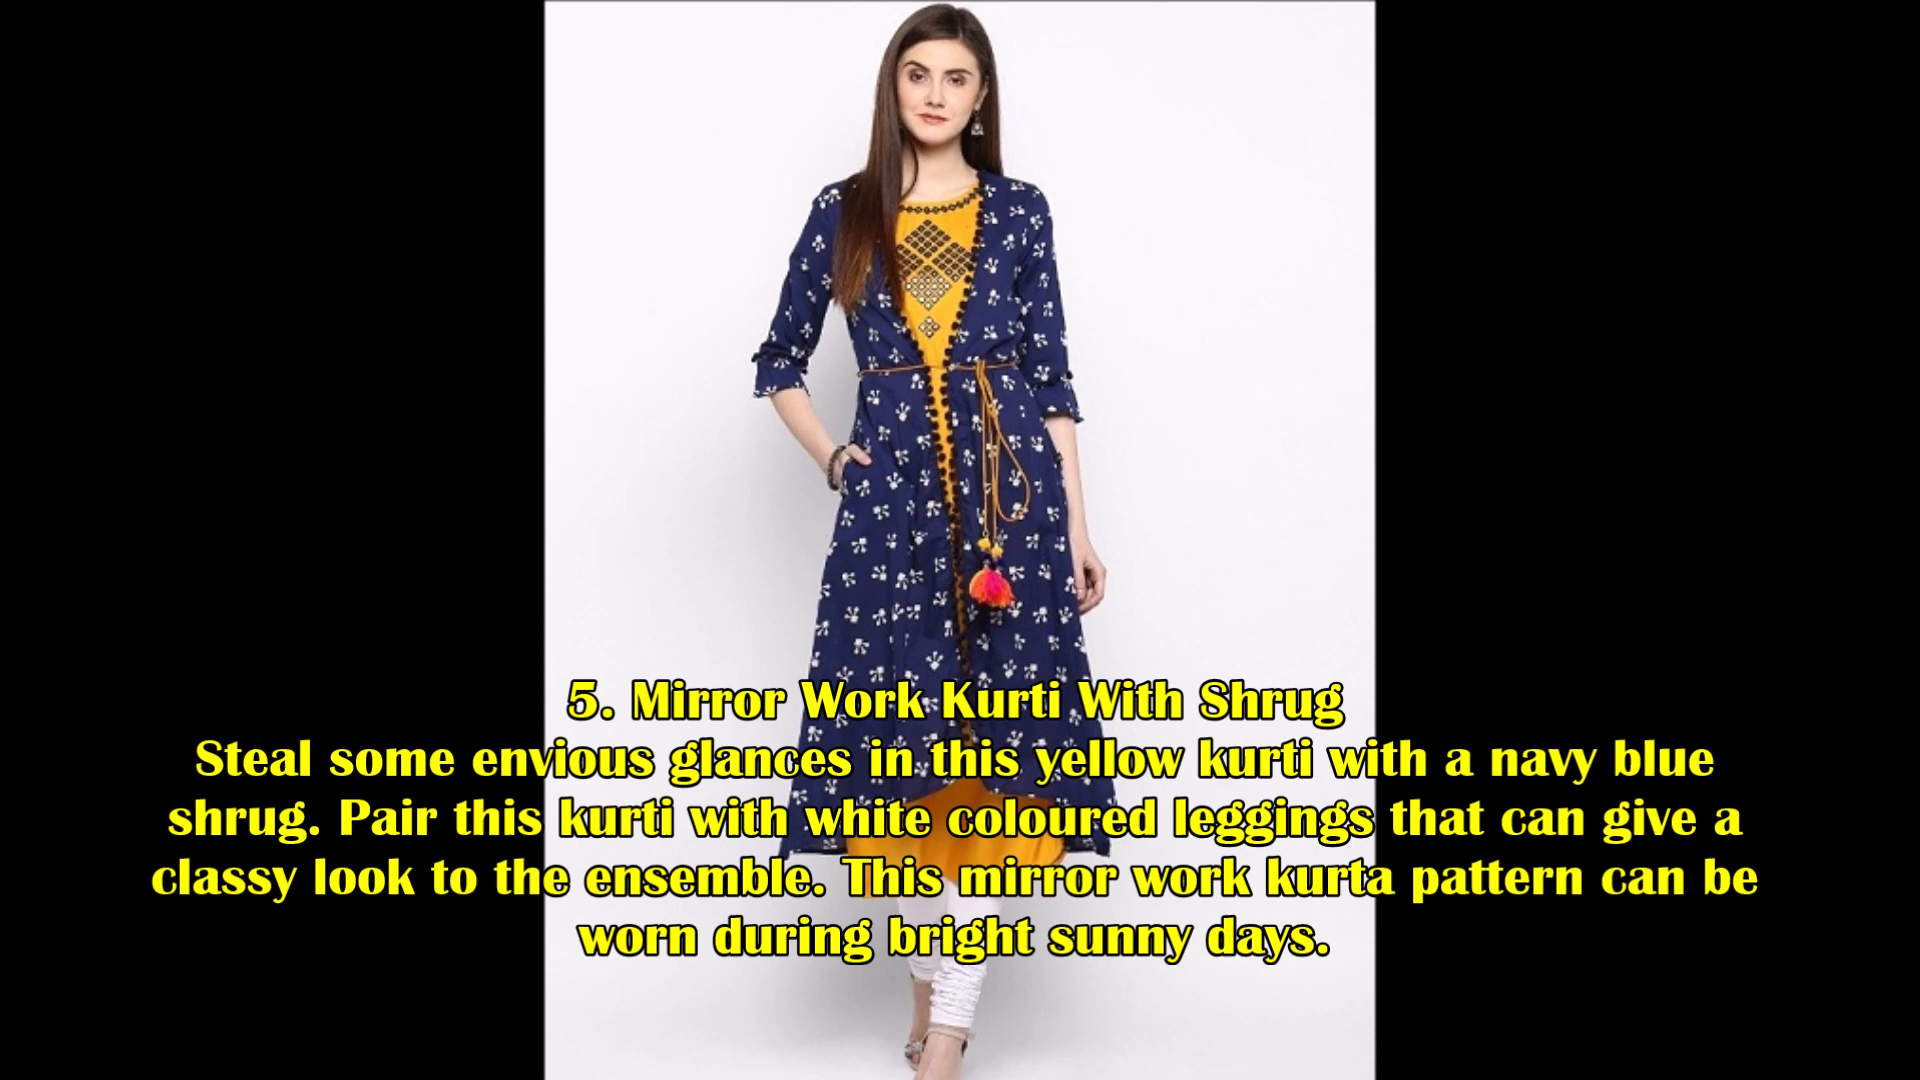 5. Mirror Work Kurti With Shrug
Steal some envious glances in this yellow kurti with a navy blue
shrug. Pair this kurti with white coloured leggings that can give a
classy look to the ensemble. This mirror work kurta pattern can be
worn during bright sunny days.